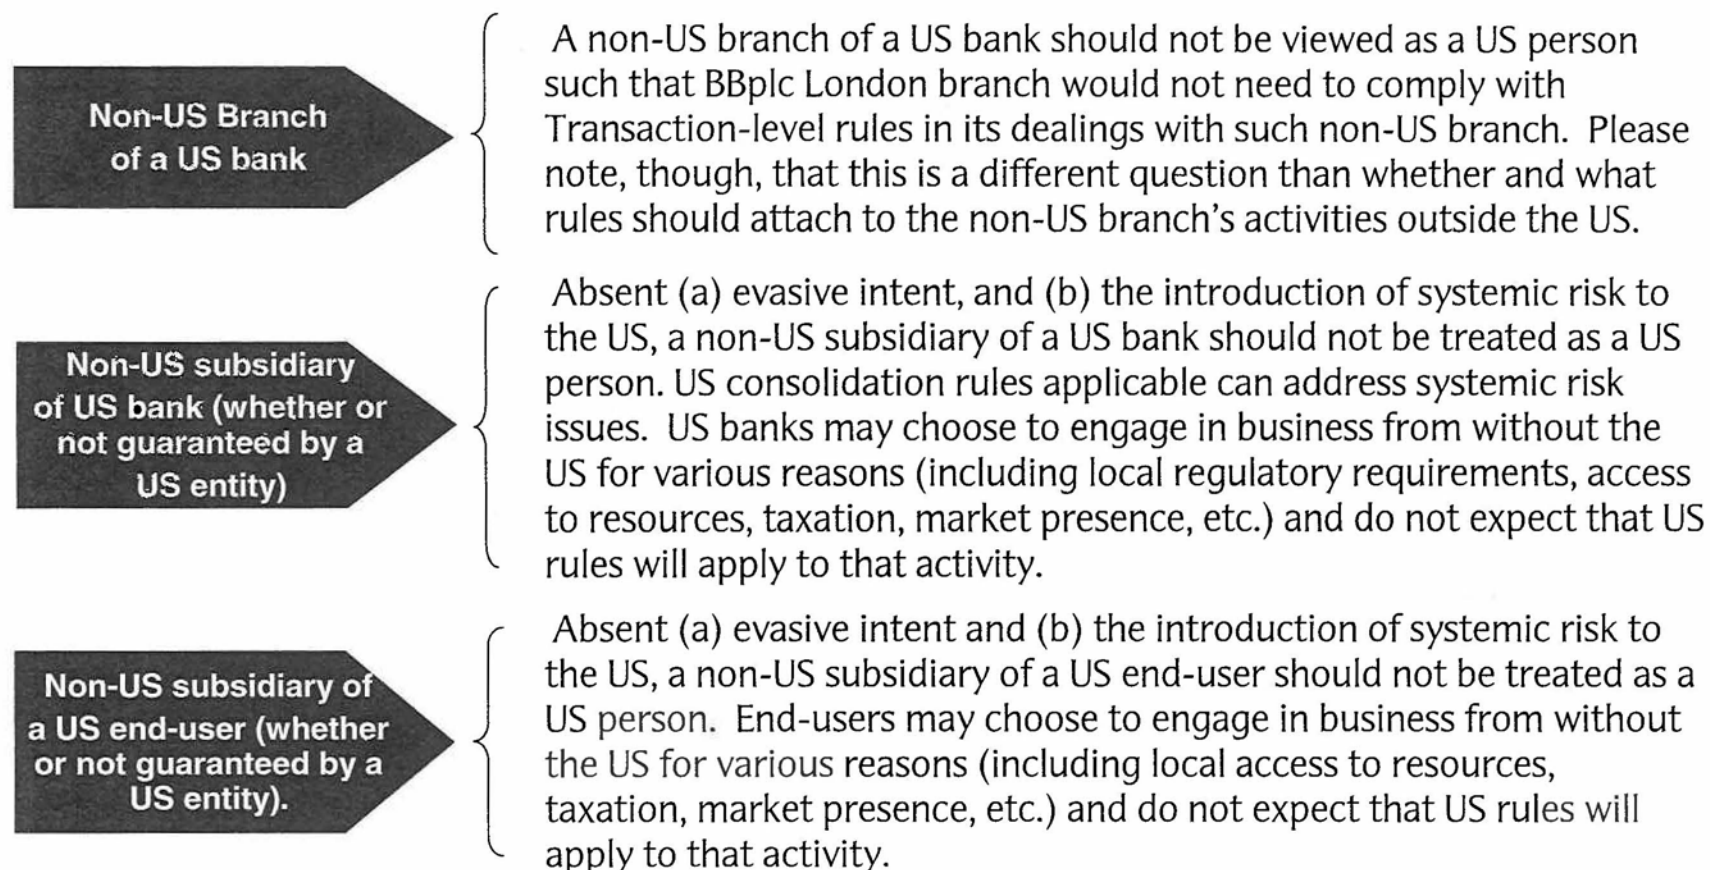 Non-US Branch
of a US bank
A non-US branch of a US bank should not be viewed as a US person
such that BBplc London branch would not need to comply with
Transaction-level rules in its dealings with such non-US branch.  Please
note, though, that this is a different question than whether and what
rules should attach to the non-US branch's activities outside the US.
Non-US subsidiary
of US bank (whether or
not guaranteed by a
US entity)
Absent (a) evasive intent, and (b) the introduction of systemic risk to
the US, a non-US subsidiary of a US bank should not be treated as a US
person. US consolidation rules applicable can address systemic risk
issues.  US banks may choose to engage in business from without the
US for various reasons (including local regulatory requirements, access
to resources, taxation, market presence, etc.) and do not expect that US
rules will apply to that activity.
Non-US subsidiary of
a US end-user (whether
or not guaranteed by a
US entity).
Absent (a) evasive intent and (b) the introduction of systemic risk to
the US, a non-US subsidiary of a US end-user should not be treated as a
US person.  End-users may choose to engage in business from without
the US for various reasons (including local access to resources,
taxation, market presence, etc.) and do not expect that US rules will
apply to that activity.